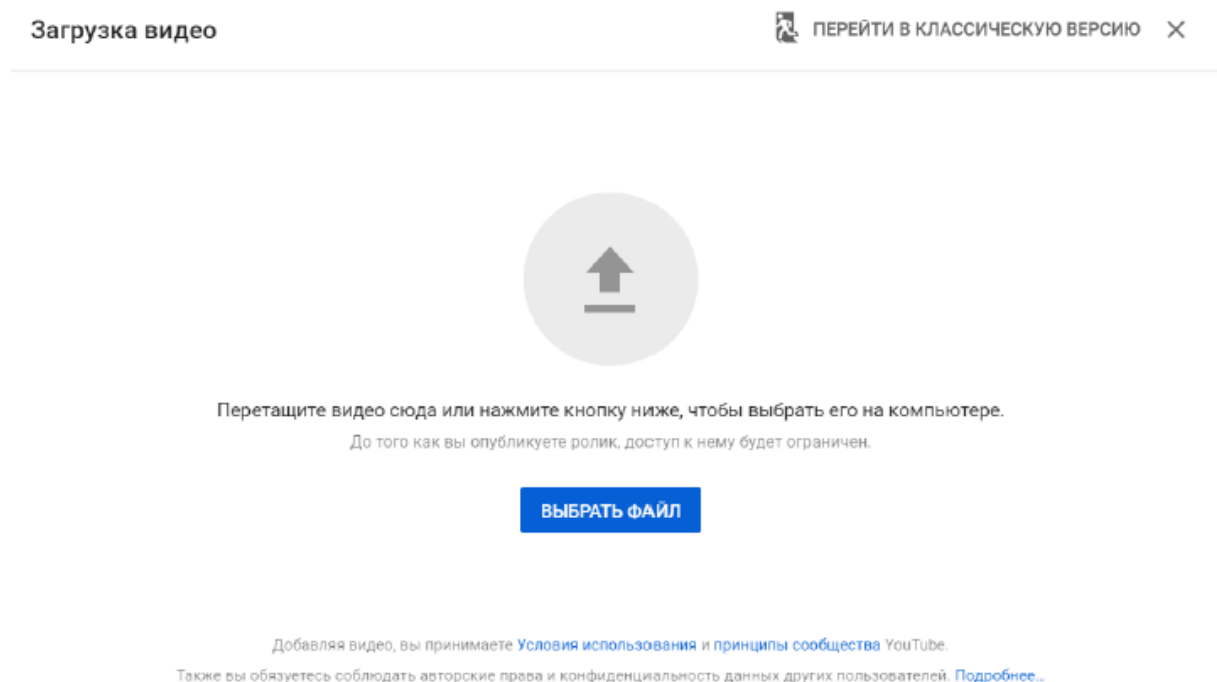 Загрузка видео
ПЕРЕЙТИ В КЛАССИЧЕСКУЮ ВЕРСИЮ
Перетащите видео сюда или нажмите кнопку ниже, чтобы выбрать его на компьютере.
До того как вы опубликуете ролик, доступ к нему будет ограничен.
ВЫБРАТЬ ФАЙЛ
Добавляя видео, вы принимаете Условия использования и принципы сообщества YouTube.
Также вы обязуетесь соблюдать авторские права и конфиденциальность данных других пользователей. Подробнее…